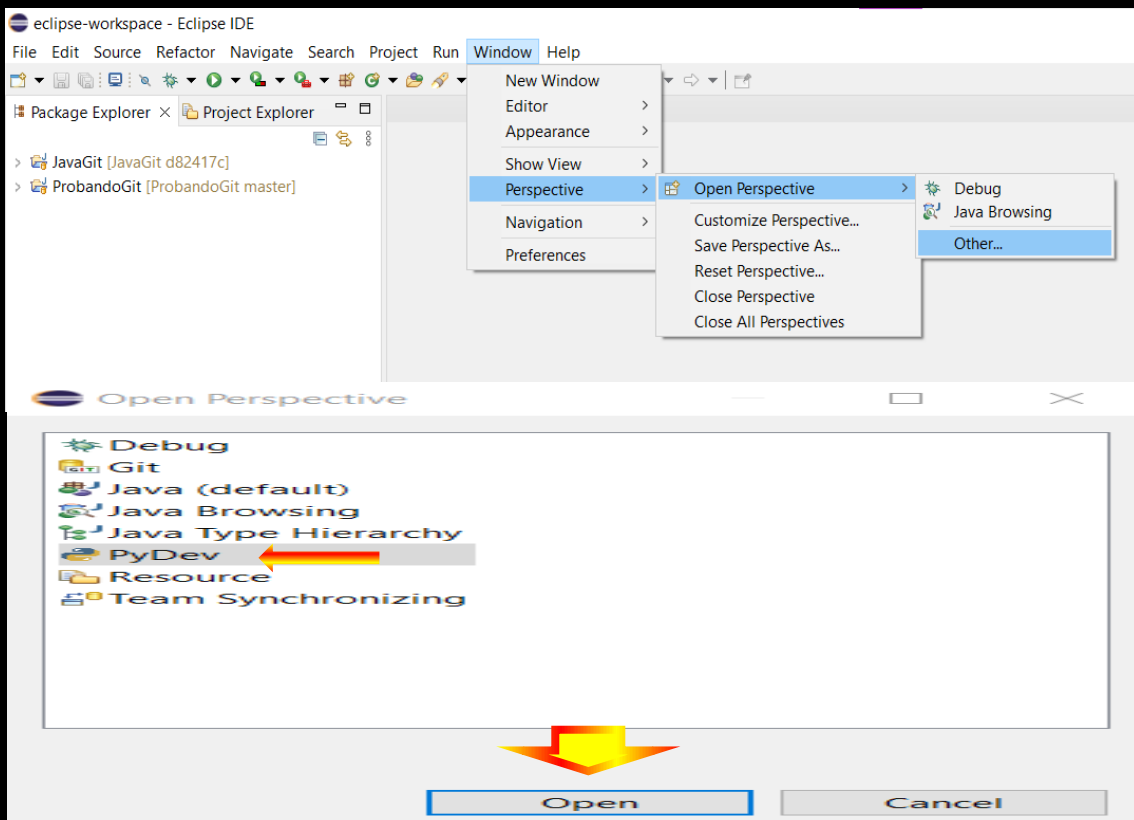 eclipse-workspace - Eclipse IDE
File Edit Source Refactor Navigate Search Project Run Window Help
Package Explorer Project Explorer
JavaGit [JavaGit d82417c]
ProbandoGit [ProbandoGit master]
New Window
Editor
Appearance
Show View
Perspective
Navigation
Preferences
Open Perspective
Customize Perspective...
Save Perspective As...
Reset Perspective...
Close Perspective
Close All Perspectives
Debug
Java Browsing
Other...
Open Perspective
Debug
GIT Git
Java (default)
Java Browsing
Java Type Hierarchy
PyDev
Resource
Team Synchronizing
Open Cancel